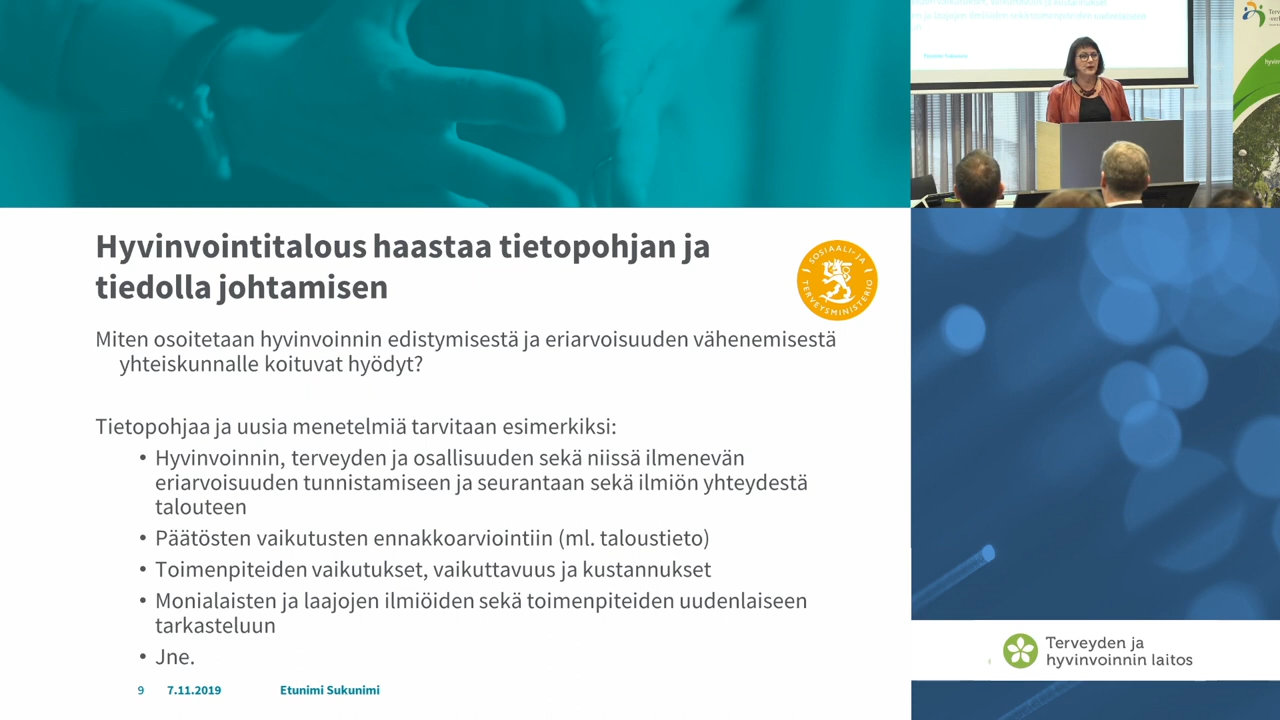 Hyvinvointitalous haastaa tietopohjan ja
tiedolla johtamisen
SOSIAALI- JA
TERVEYSMINISTERIÖ
Miten osoitetaan hyvinvoinnin edistymisestä ja eriarvoisuuden vähenemisestä
yhteiskunnalle koituvat hyödyt?
Tietopohjaa ja uusia menetelmiä tarvitaan esimerkiksi:
• Hyvinvoinnin, terveyden ja osallisuuden sekä niissä ilmenevän
eriarvoisuuden tunnistamiseen ja seurantaan sekä ilmiön yhteydestä
talouteen
• Päätösten vaikutusten ennakkoarviointiin (ml. taloustieto)
• Toimenpiteiden vaikutukset, vaikuttavuus ja kustannukset
• Monialaisten ja laajojen ilmiöiden sekä toimenpiteiden uudenlaiseen
tarkasteluun
• Jne.
9 7.11.2019 Etunimi Sukunimi
Etunimi Sukunimi
Terveyden ja
hyvinvoinnin laitos